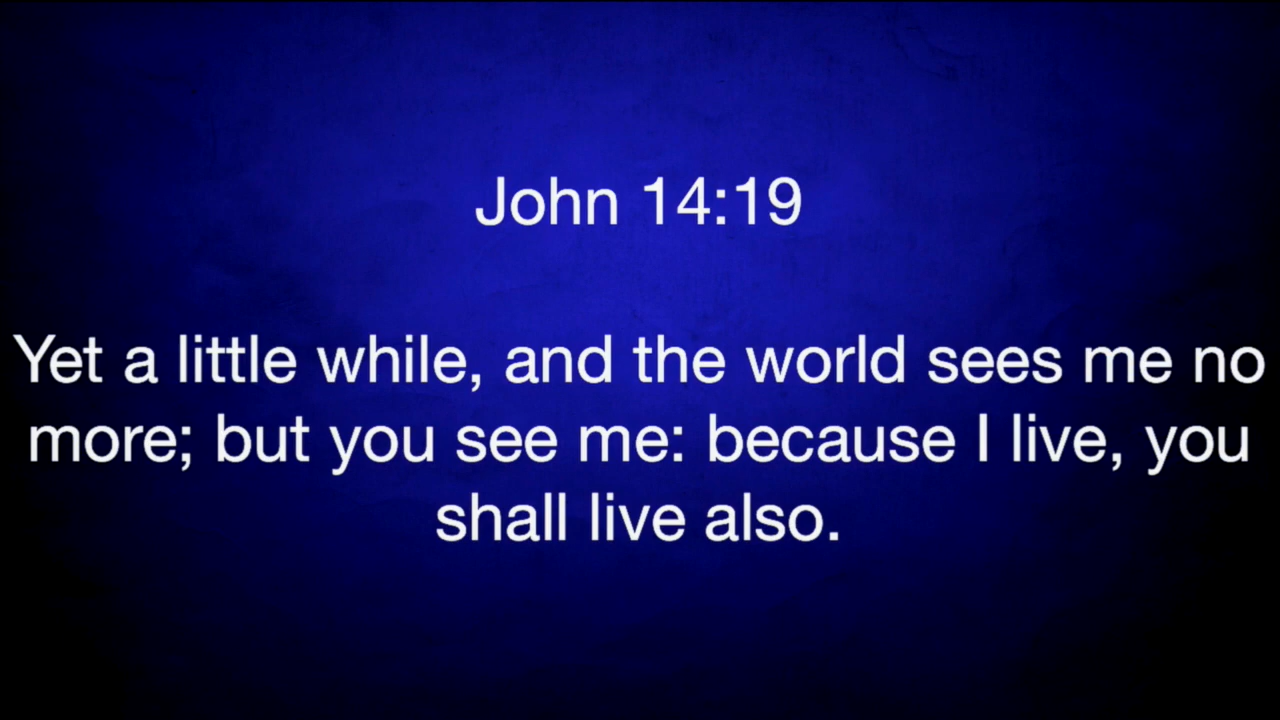 John 14:19
Yet a little while, and the world sees me no
more; but you see me: because I live, you
shall live also.